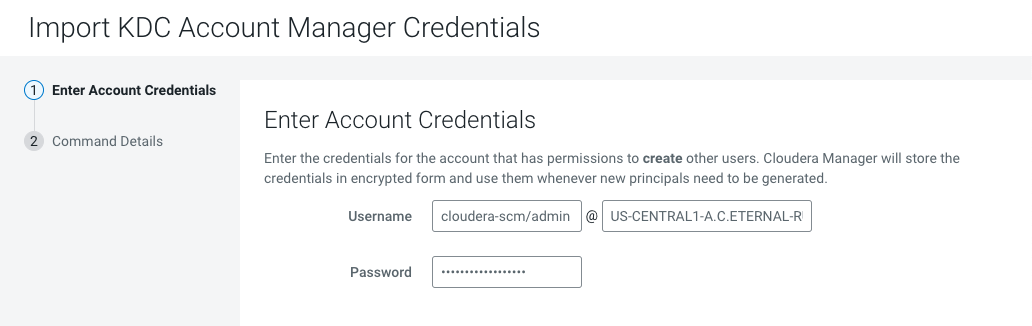 Import KDC Account Manager Credentials
1 Enter Account Credentials
2 Command Details
Enter Account Credentials
Enter the credentials for the account that has permissions to create other users. Cloudera Manager will store the
credentials in encrypted form and use them whenever new principals need to be generated.
Username cloudera-scm/admin @ US-CENTRAL1-A.C.ETERNAL-R
Password ••••••••••••••••••